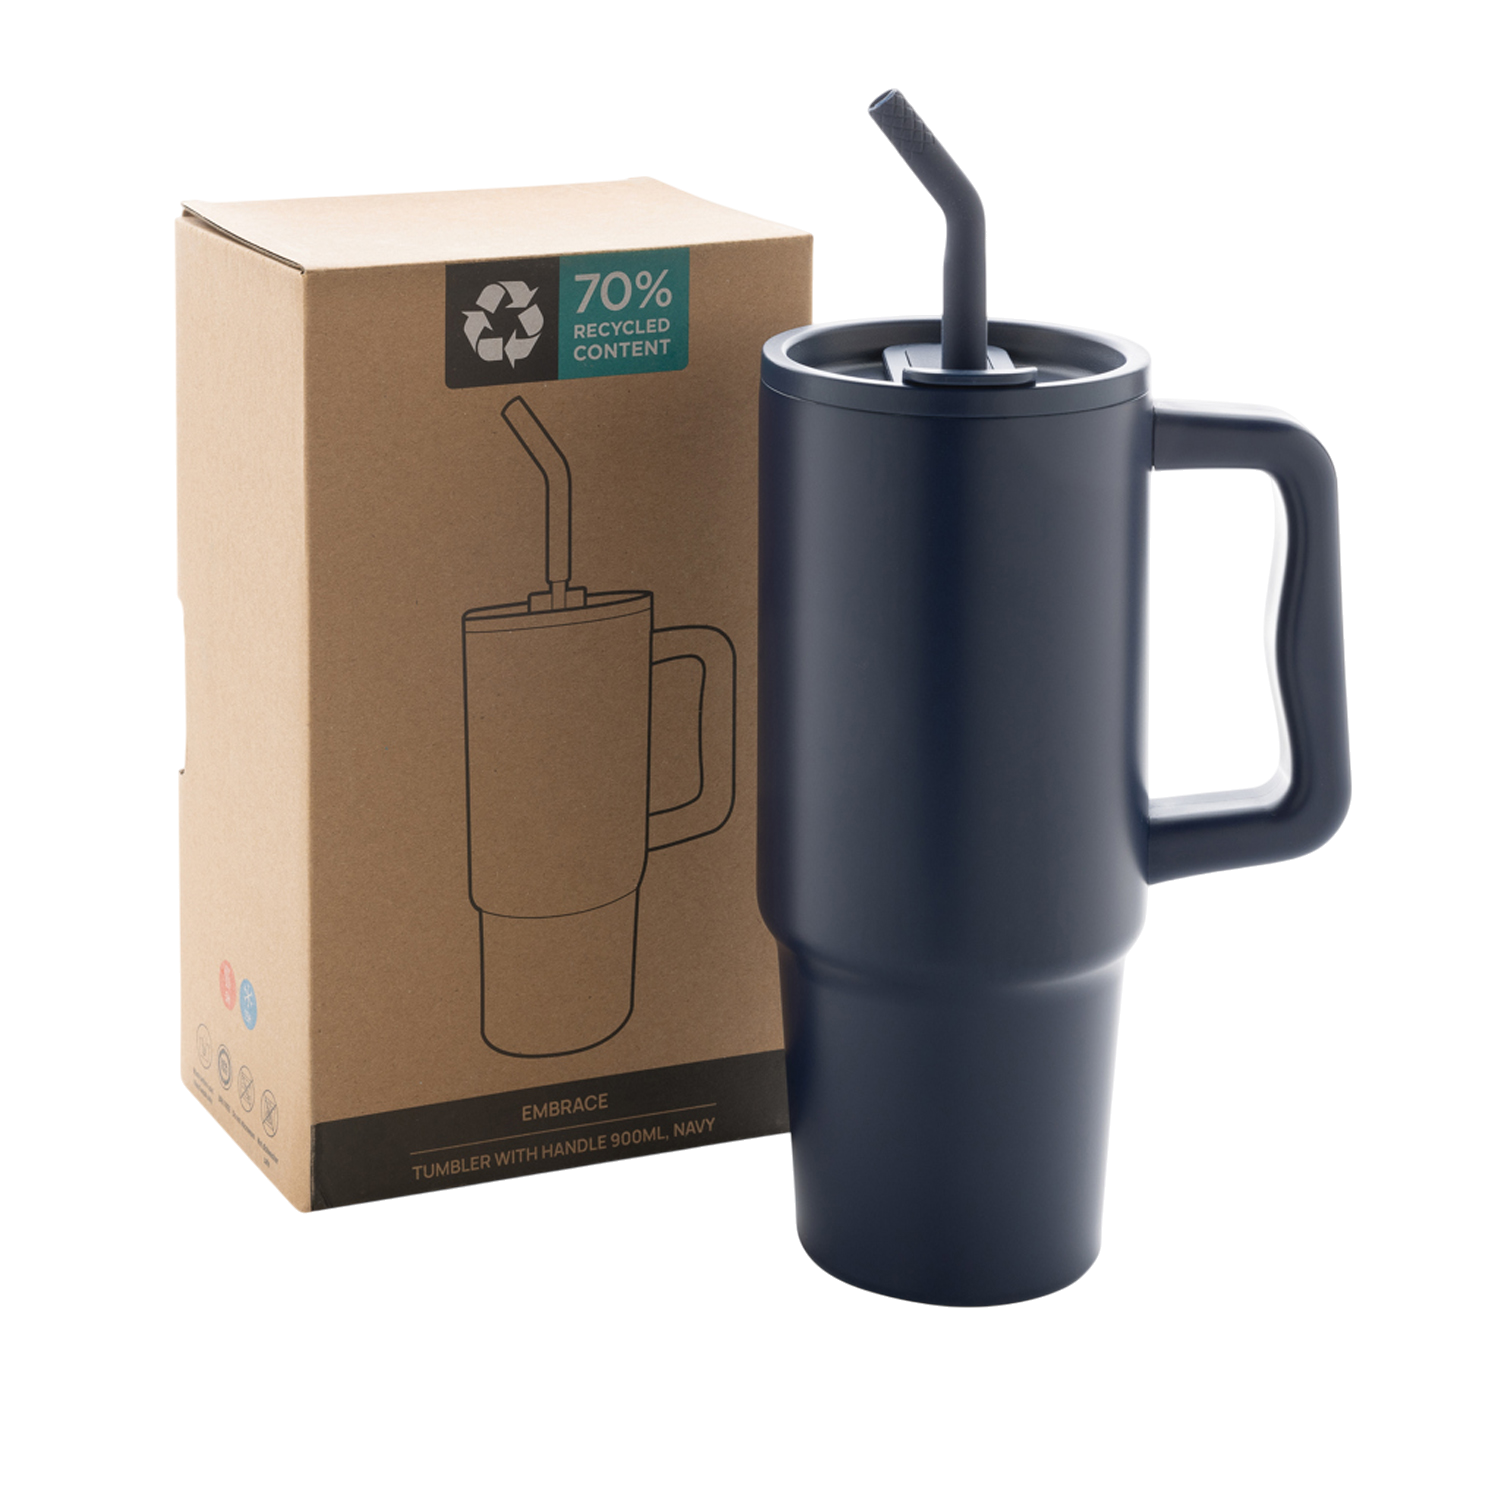 70%
RECYCLED
CONTENT
EMBRACE
TUMBLER WITH HANDLE 900ML, NAVY